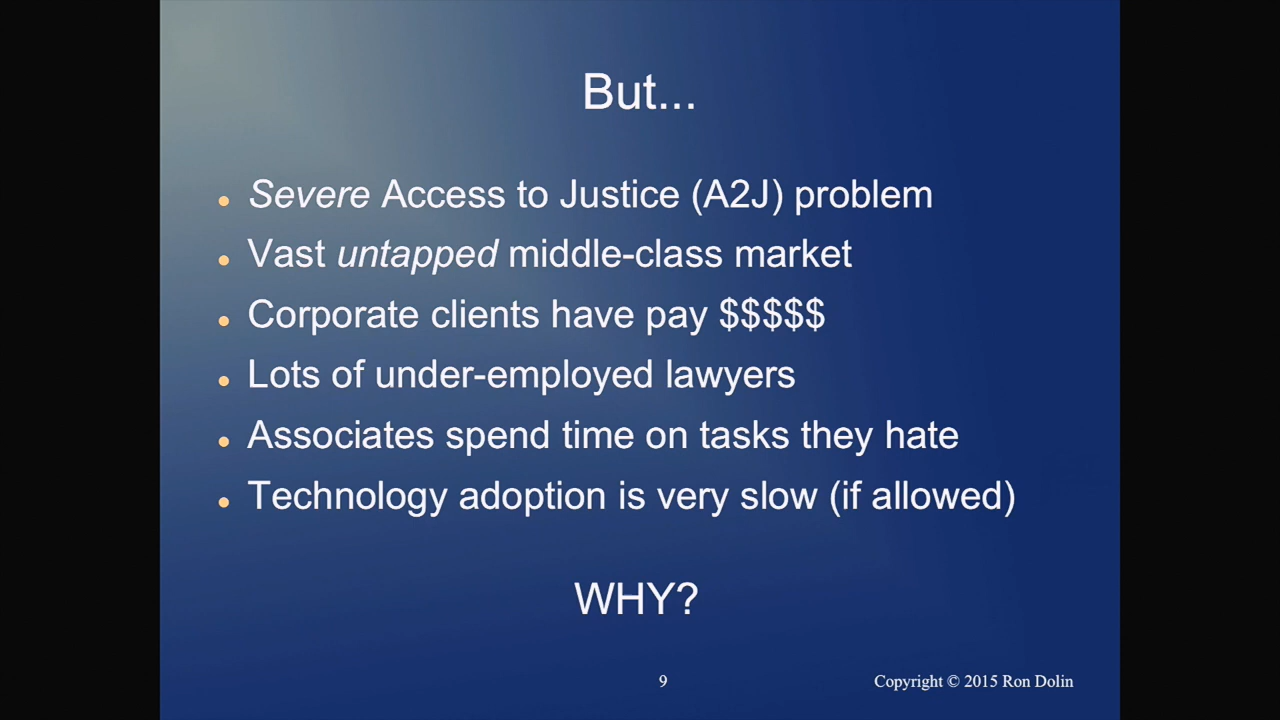 But...
Severe Access to Justice (A2J) problem
Vast untapped middle-class market
Corporate clients have pay $$$$$
Lots of under-employed lawyers
Associates spend time on tasks they hate
Technology adoption is very slow (if allowed)
WHY?
9
Copyright © 2015 Ron Dolin